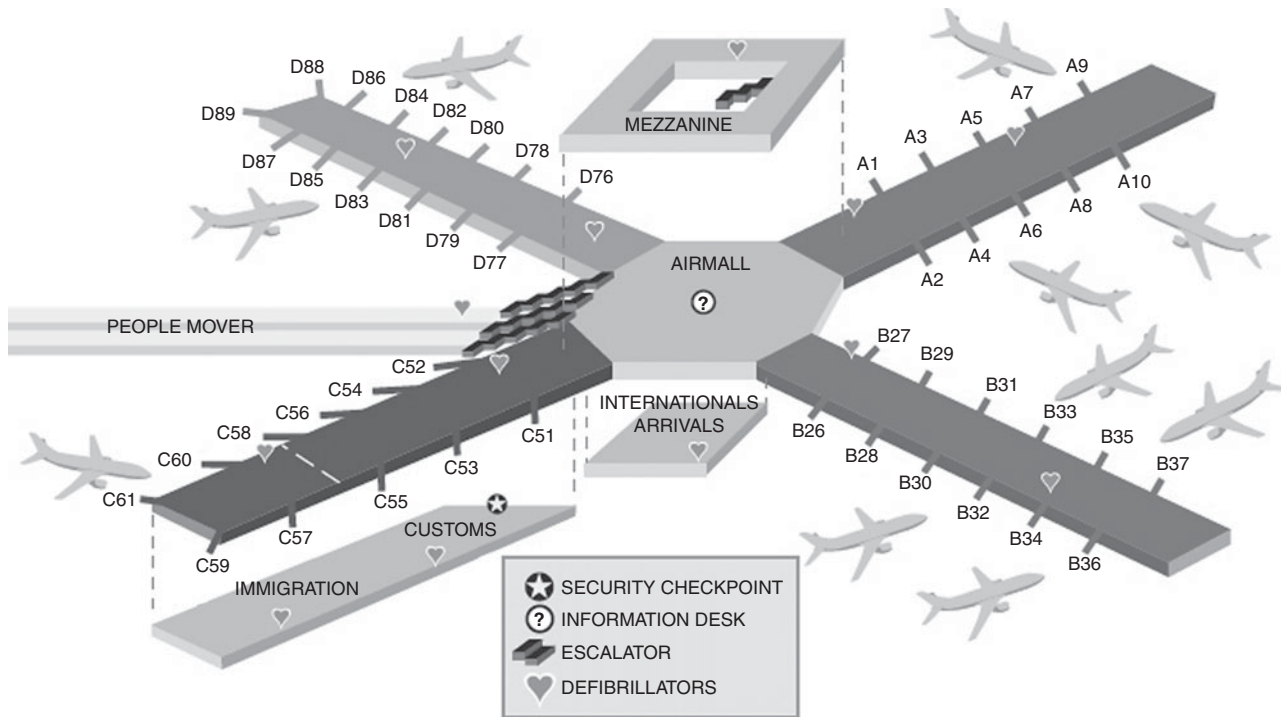 D88
D86
D84
D82
D80
D78
D76
D89
D87
D85
D83
D81
D79
D77
MEZZANINE
A9
A7
A5
A3
A1
A10
A8
A6
A4
A2
AIRMALL
?
PEOPLE MOVER
C52
C54
C56
C58
C60
C61
C59
C57
C55
C53
C51
INTERNATIONALS
ARRIVALS
B27
B29
B31
B33
B35
B37
B26
B28
B30
B32
B34
B36
CUSTOMS
IMMIGRATION
SECURITY CHECKPOINT
? INFORMATION DESK
ESCALATOR
DEFIBRILLATORS